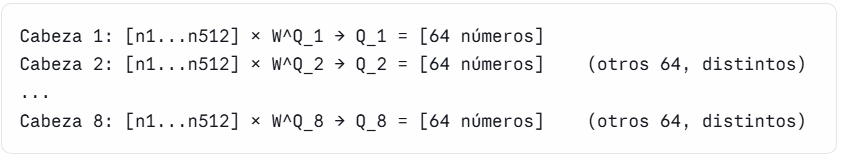 Cabeza 1: [n1...n512] × W^Q_1 → Q_1 = [64 números]
Cabeza 2: [n1...n512] × W^Q_2 → Q_2 = [64 números]    (otros 64, distintos)
...
Cabeza 8: [n1...n512] × W^Q_8 → Q_8 = [64 números]    (otros 64, distintos)